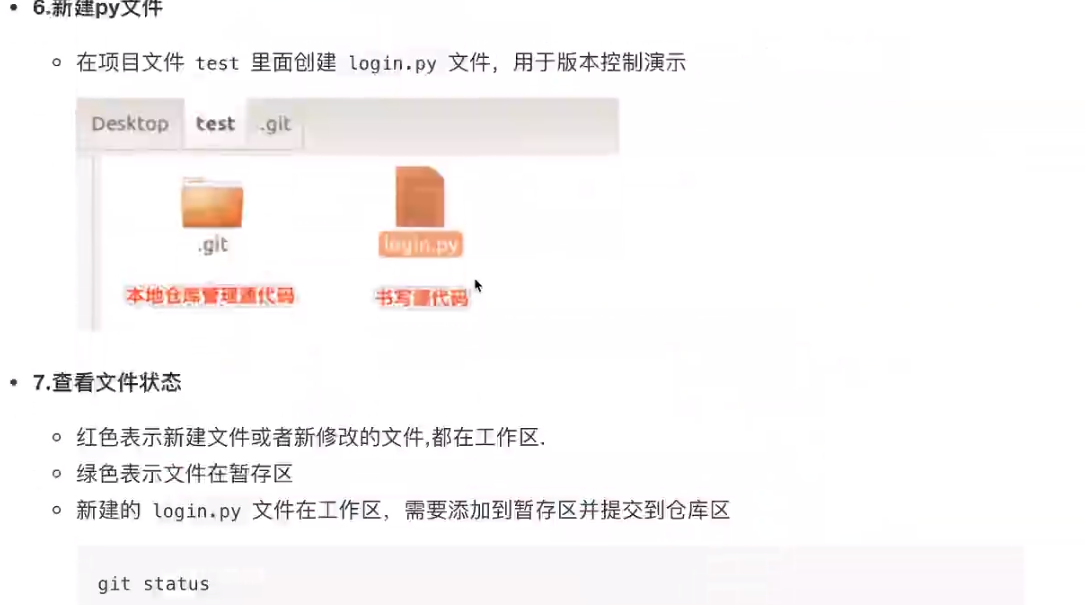 6.新建py文件
在项目文件 test 里面创建 login.py 文件，用于版本控制演示
Desktop test .git
.git login.py
本地仓库管理源代码 书写源代码
7.查看文件状态
红色表示新建文件或者新修改的文件,都在工作区.
绿色表示文件在暂存区
新建的 login.py 文件在工作区，需要添加到暂存区并提交到仓库区
git status